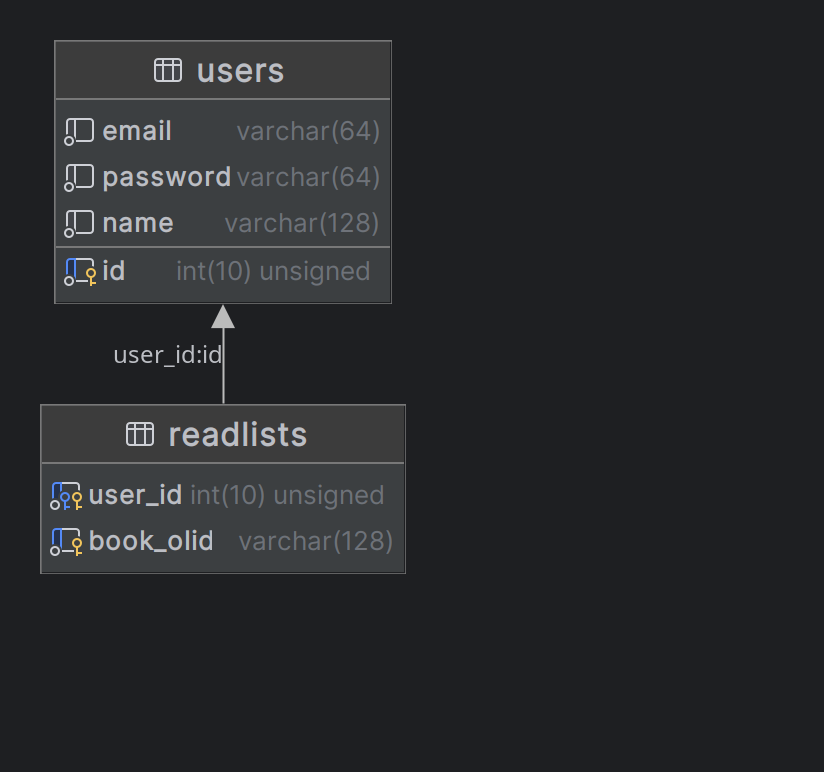 users
email varchar(64)
password varchar(64)
name varchar(128)
id int(10) unsigned
user_id:id
readlists
user_id int(10) unsigned
book_olid varchar(128)